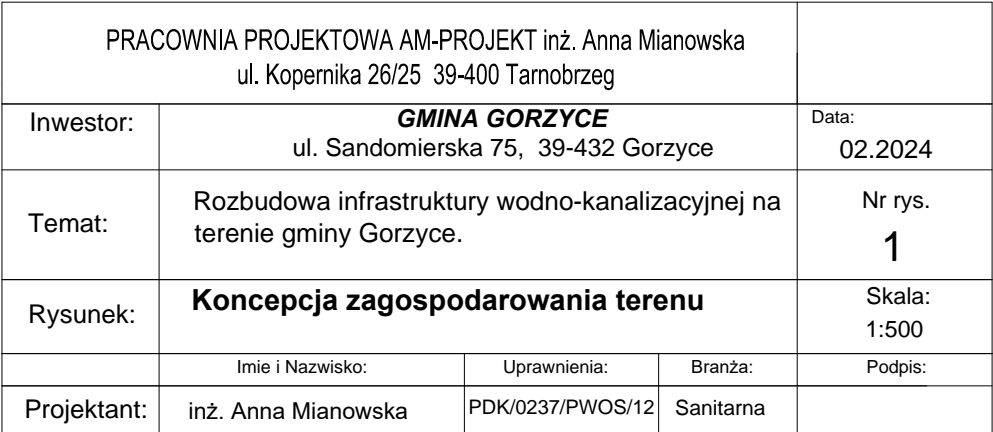 PRACOWNIA PROJEKTOWA AM-PROJEKT inż. Anna Mianowska
ul. Kopernika 26/25 39-400 Tarnobrzeg
Inwestor:
GMINA GORZYCE
ul. Sandomierska 75, 39-432 Gorzyce
Data:
02.2024
Temat:
Rozbudowa infrastruktury wodno-kanalizacyjnej na
terenie gminy Gorzyce.
Nr rys.
1
Rysunek:
Koncepcja zagospodarowania terenu
Skala:
1:500
Imie i Nazwisko: Uprawnienia: Branża: Podpis:
Projektant: inż. Anna Mianowska PDK/0237/PWOS/12 Sanitarna